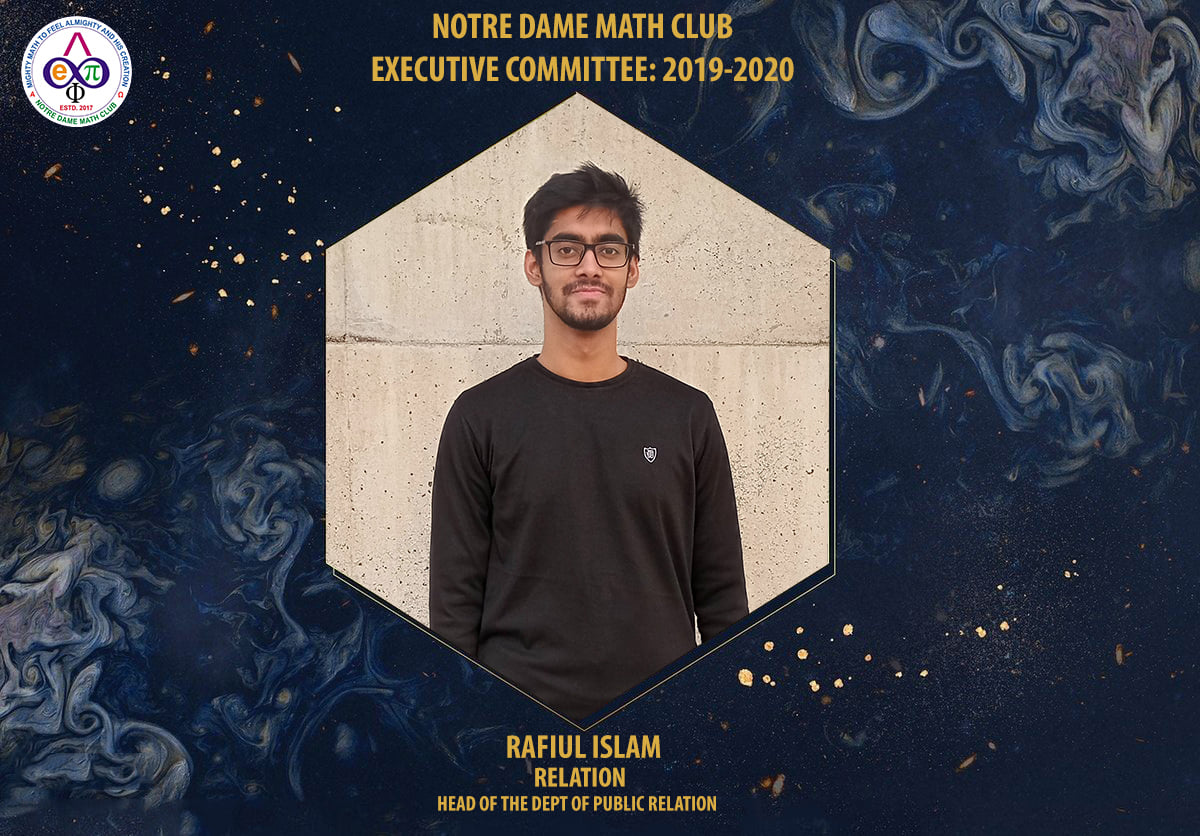 NOTRE DAME MATH CLUB
EXECUTIVE COMMITTEE: 2019-2020
MIGHTY MATH TO FEEL ALMIGHTY AND HIS CREATION
e π
Φ
ESTD. 2017
A Ω
NOTRE DAME MATH CLUB
RAFIUL ISLAM
RELATION
HEAD OF THE DEPT OF PUBLIC RELATION